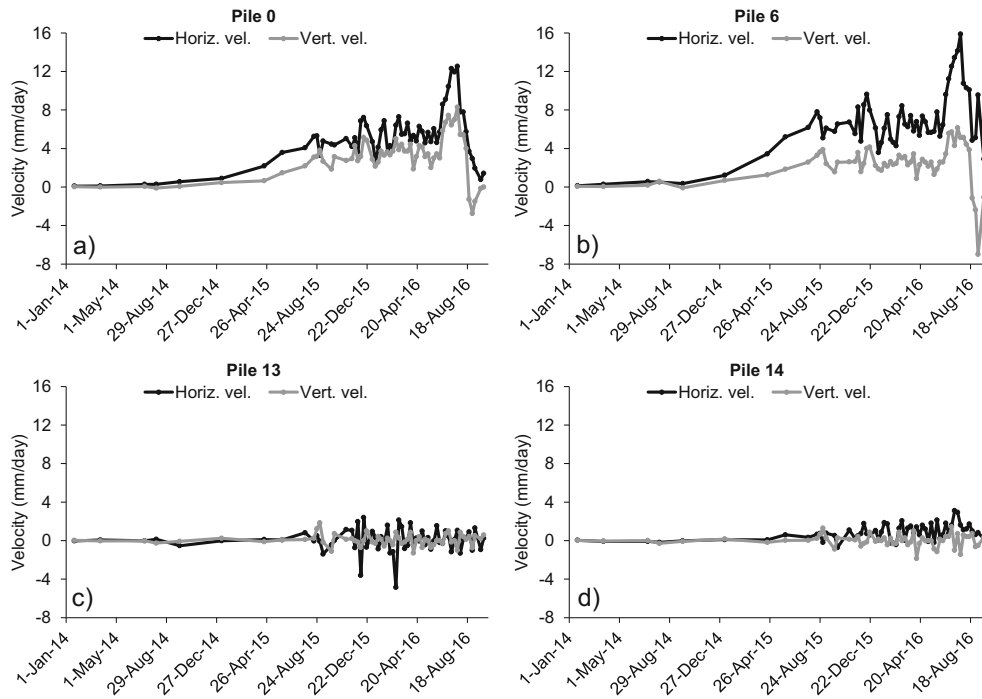 Pile 0
Horiz. vel. Vert. vel.
16
12
8
4
0
-4
-8
Velocity (mm/day)
a)
1-Jan-14
1-May-14
29-Aug-14
27-Dec-14
26-Apr-15
24-Aug-15
22-Dec-15
20-Apr-16
18-Aug-16
Pile 6
Horiz. vel. Vert. vel.
16
12
8
4
0
-4
-8
Velocity (mm/day)
b)
1-Jan-14
1-May-14
29-Aug-14
27-Dec-14
26-Apr-15
24-Aug-15
22-Dec-15
20-Apr-16
18-Aug-16
Pile 13
Horiz. vel. Vert. vel.
16
12
8
4
0
-4
-8
Velocity (mm/day)
c)
1-Jan-14
1-May-14
29-Aug-14
27-Dec-14
26-Apr-15
24-Aug-15
22-Dec-15
20-Apr-16
18-Aug-16
Pile 14
Horiz. vel. Vert. vel.
16
12
8
4
0
-4
-8
Velocity (mm/day)
d)
1-Jan-14
1-May-14
29-Aug-14
27-Dec-14
26-Apr-15
24-Aug-15
22-Dec-15
20-Apr-16
18-Aug-16